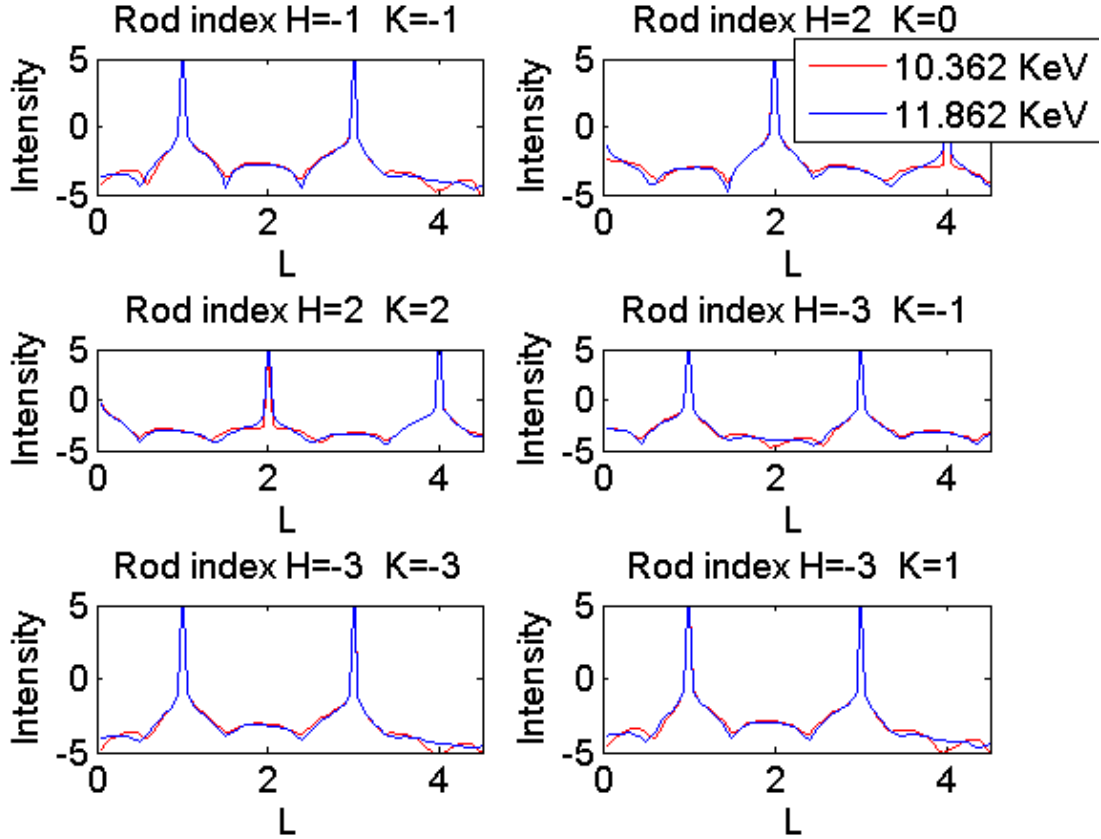 Rod index H=-1  K=-1
5
0
-5
Intensity
0 2 4
L
Rod index H=2  K=0
10.362 KeV
11.862 KeV
5
0
-5
Intensity
0 2 4
L
Rod index H=2  K=2
5
0
-5
Intensity
0 2 4
L
Rod index H=-3  K=-1
5
0
-5
Intensity
0 2 4
L
Rod index H=-3  K=-3
5
0
-5
Intensity
0 2 4
L
Rod index H=-3  K=1
5
0
-5
Intensity
0 2 4
L